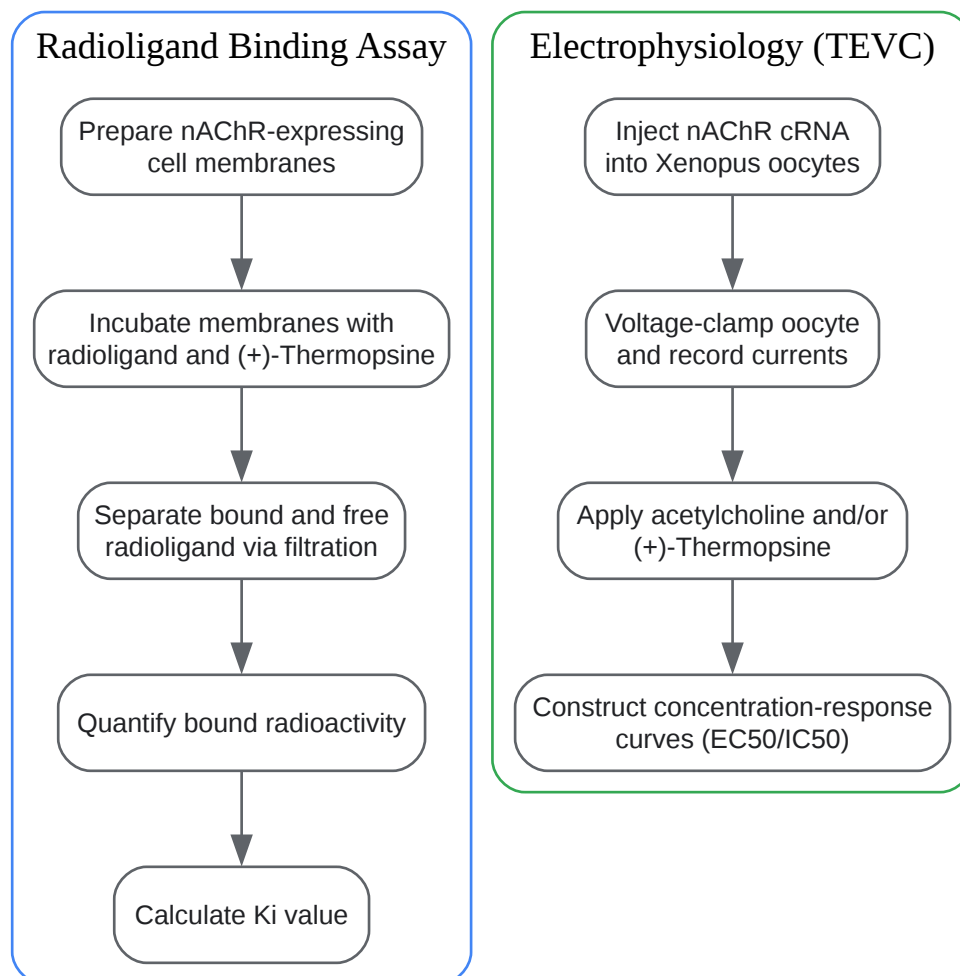 Radioligand Binding Assay
Prepare nAChR-expressing
cell membranes
Incubate membranes with
radioligand and (+)-Thermopsine
Separate bound and free
radioligand via filtration
Quantify bound radioactivity
Calculate Ki value
Electrophysiology (TEVC)
Inject nAChR cRNA
into Xenopus oocytes
Voltage-clamp oocyte
and record currents
Apply acetylcholine and/or
(+)-Thermopsine
Construct concentration-response
curves (EC50/IC50)